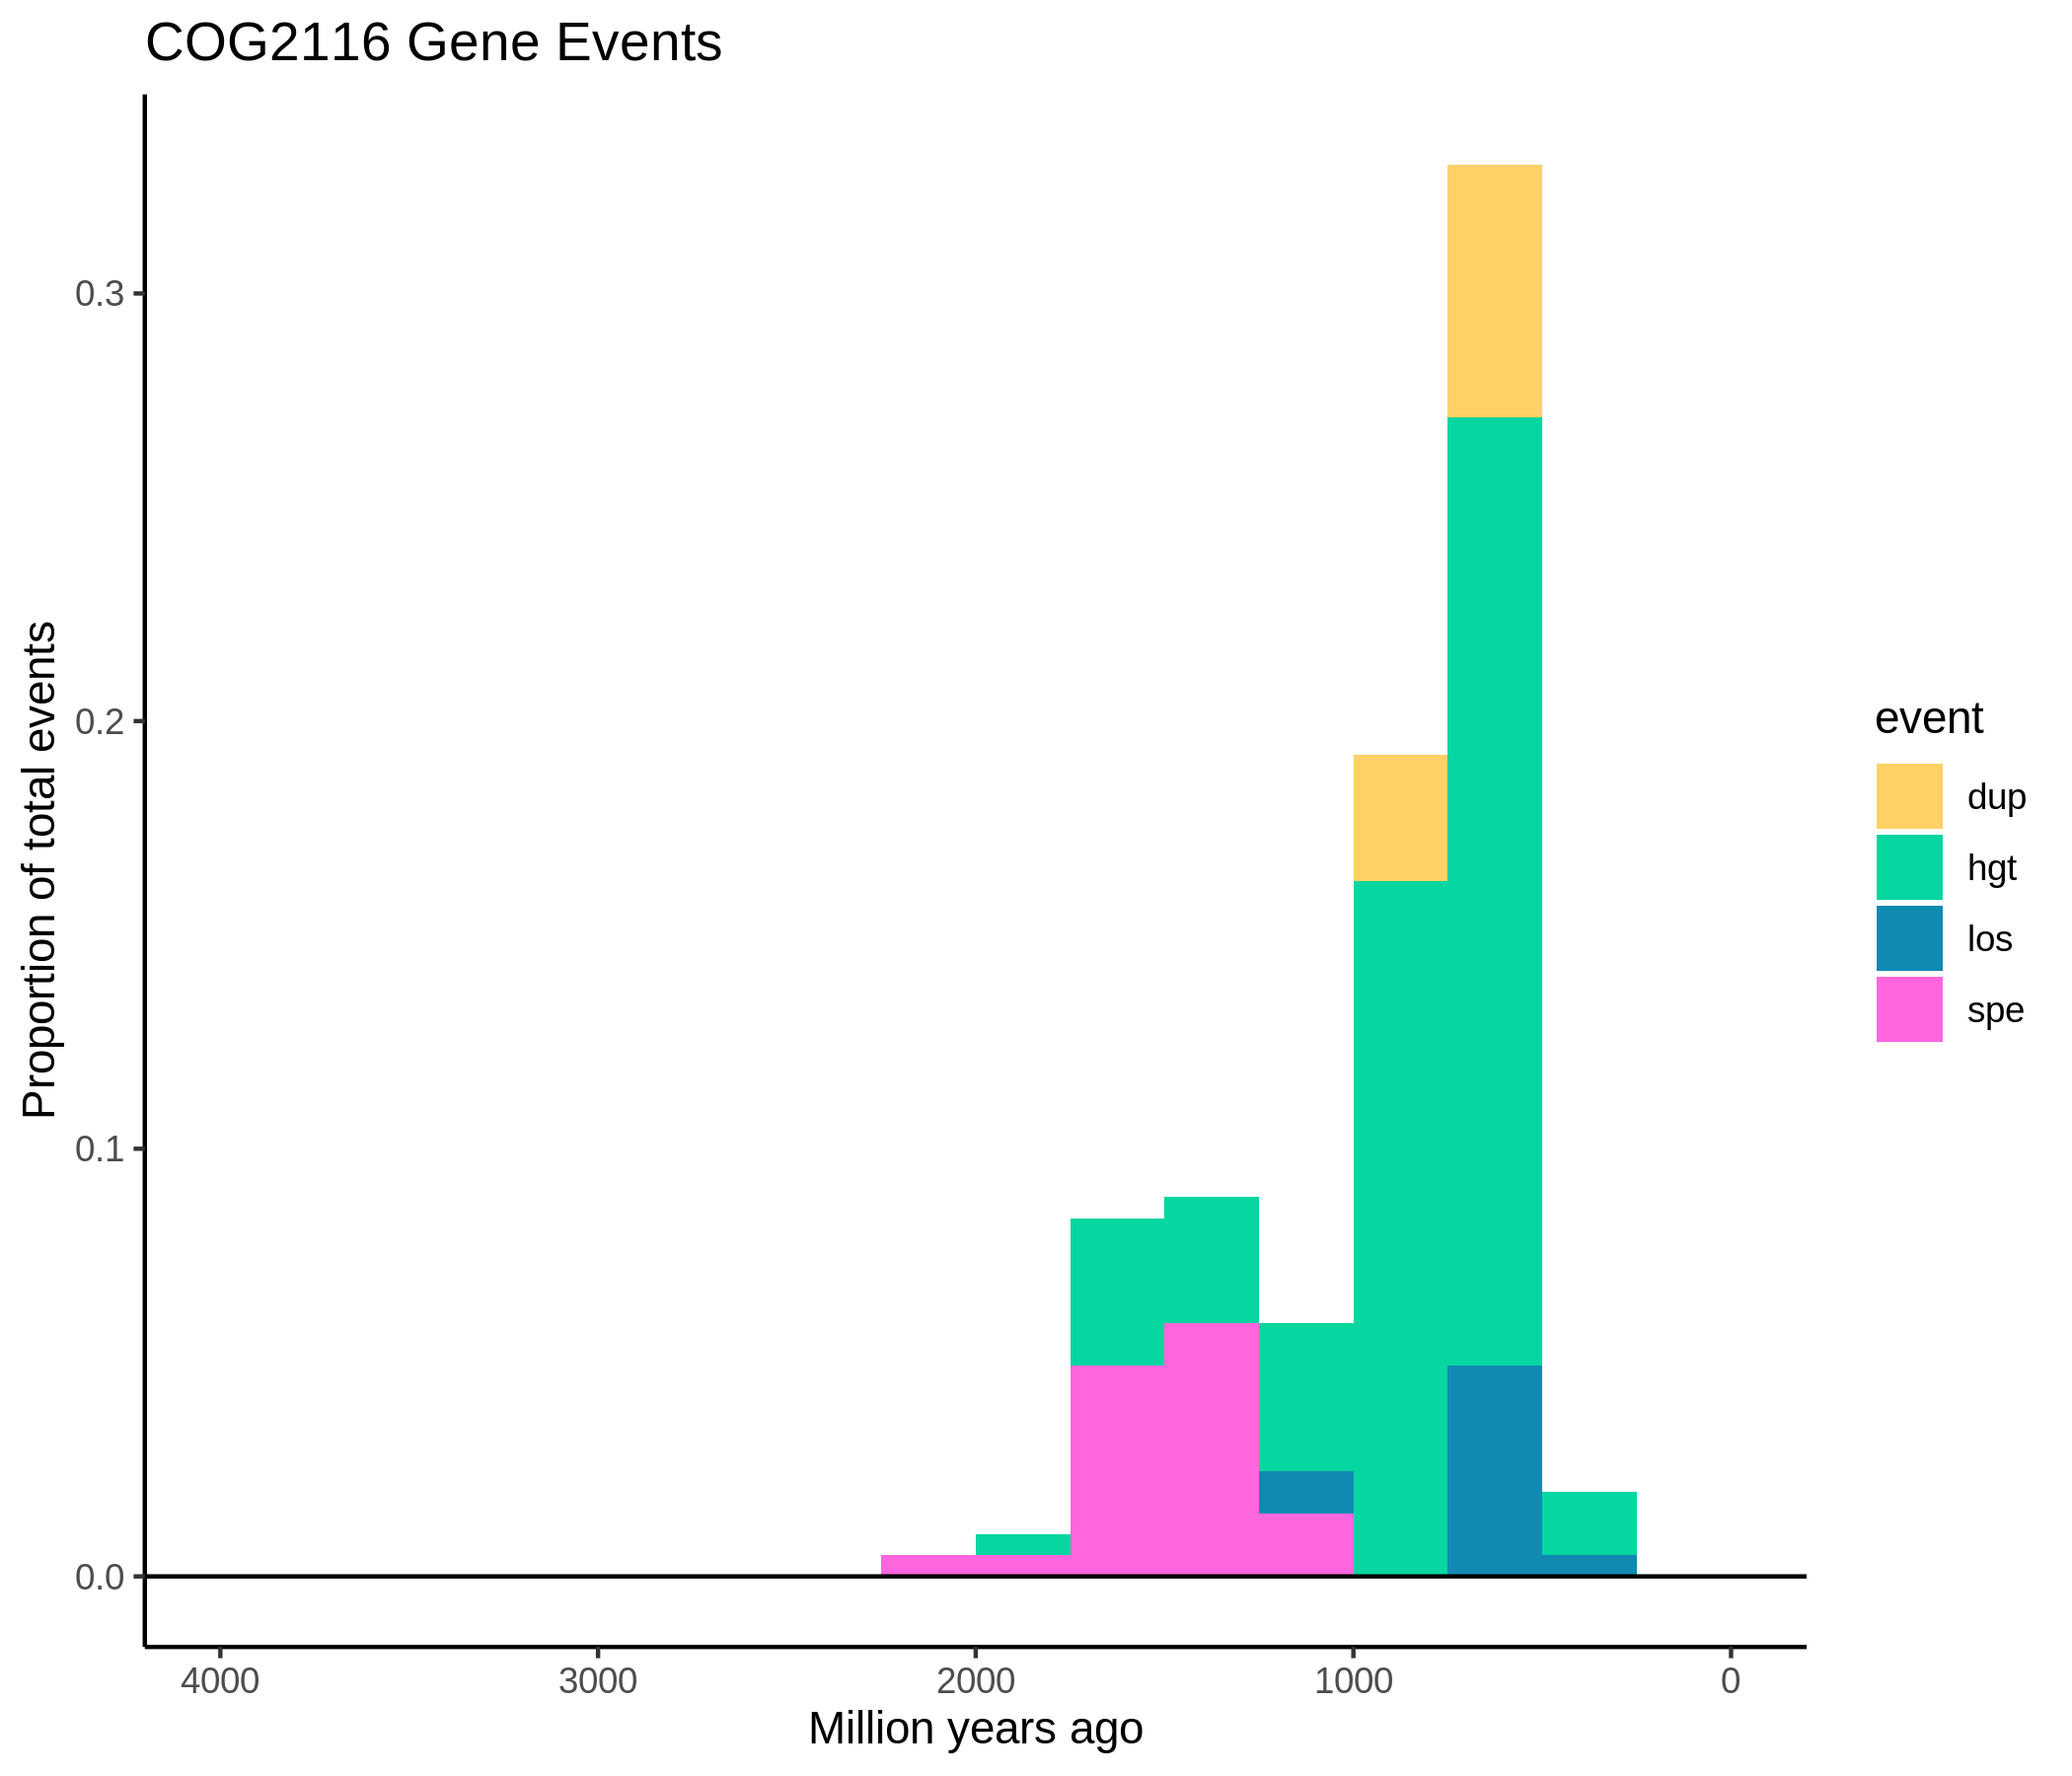 COG2116 Gene Events
Proportion of total events
0.3
0.2
0.1
0.0
4000 3000 2000 1000 0
Million years ago
event
dup
hgt
los
spe